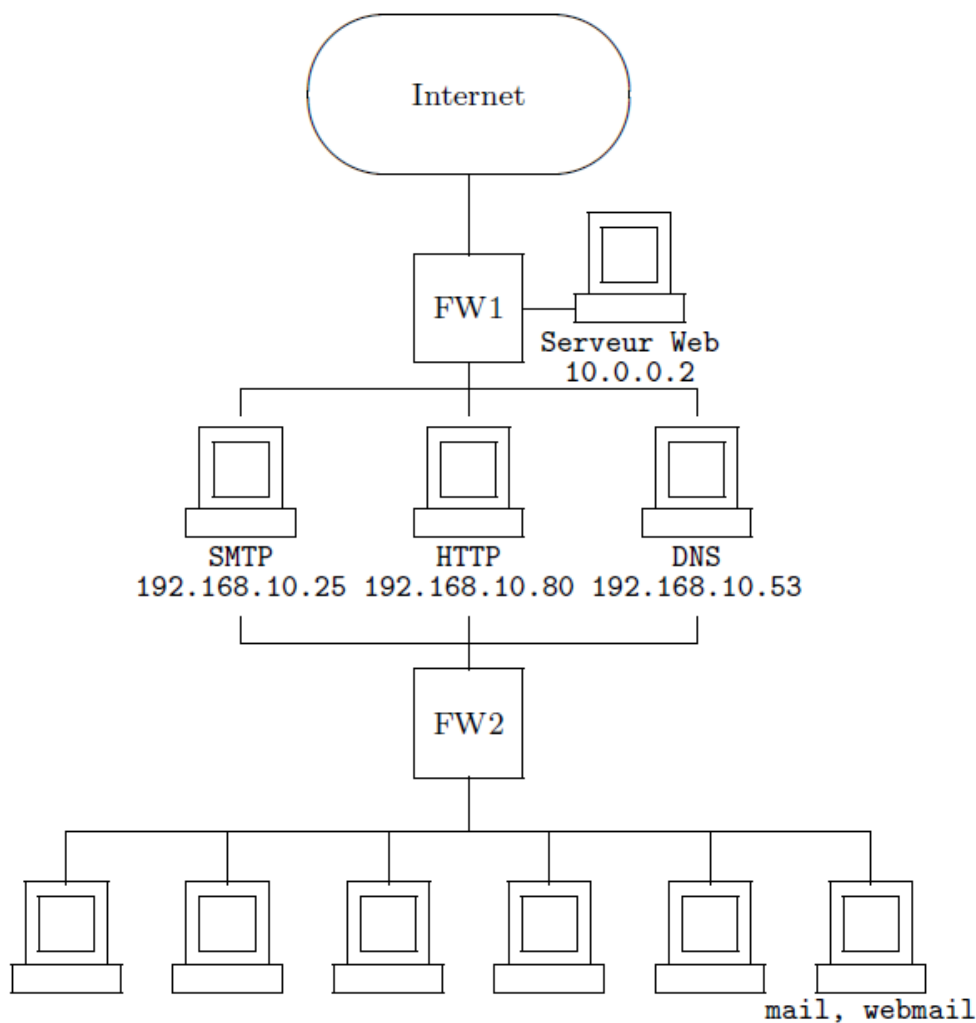 Internet
FW1
Serveur Web
10.0.0.2
SMTP
192.168.10.25
HTTP
192.168.10.80
DNS
192.168.10.53
FW2
mail, webmail